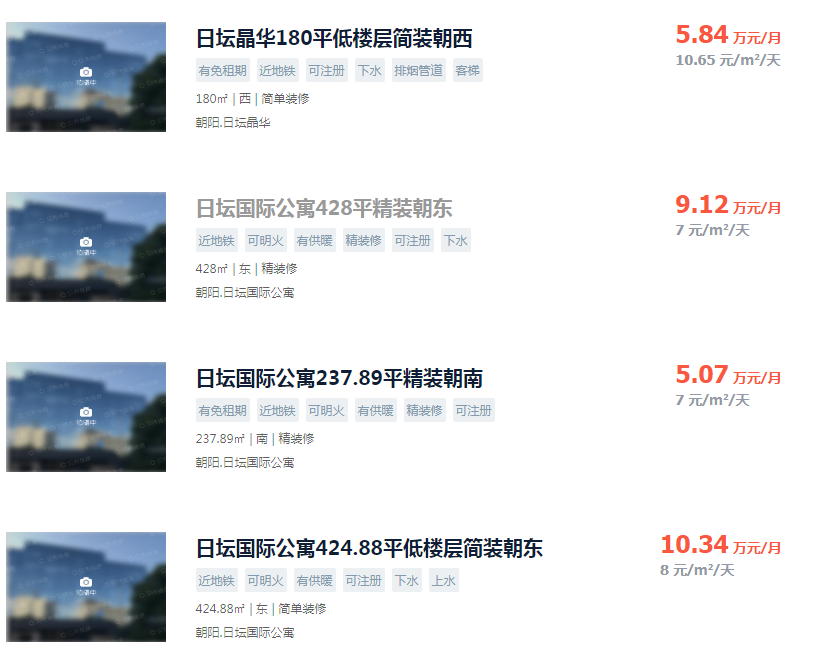 日坛晶华180平低楼层简装朝西
5.84 万元/月
有免租期 近地铁 可注册 下水 排烟管道 客梯
10.65 元/m²/天
180㎡ | 西 | 简单装修
朝阳.日坛晶华
日坛国际公寓428平精装朝东
9.12 万元/月
近地铁 可明火 有供暖 精装修 可注册 下水
7 元/m²/天
428㎡ | 东 | 精装修
朝阳.日坛国际公寓
日坛国际公寓237.89平精装朝南
5.07 万元/月
有免租期 近地铁 可明火 有供暖 精装修 可注册
7 元/m²/天
237.89㎡ | 南 | 精装修
朝阳.日坛国际公寓
日坛国际公寓424.88平低楼层简装朝东
10.34 万元/月
近地铁 可明火 有供暖 可注册 下水 上水
8 元/m²/天
424.88㎡ | 东 | 简单装修
朝阳.日坛国际公寓